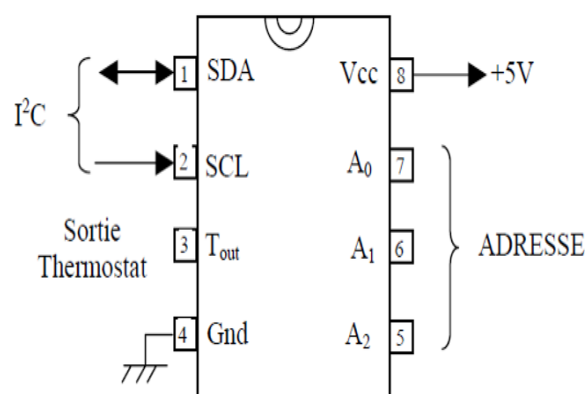 1 SDA Vcc 8 +5V
I²C
2 SCL A₀ 7
Sortie
Thermostat
3 Tout A₁ 6 ADRESSE
4 Gnd A₂ 5